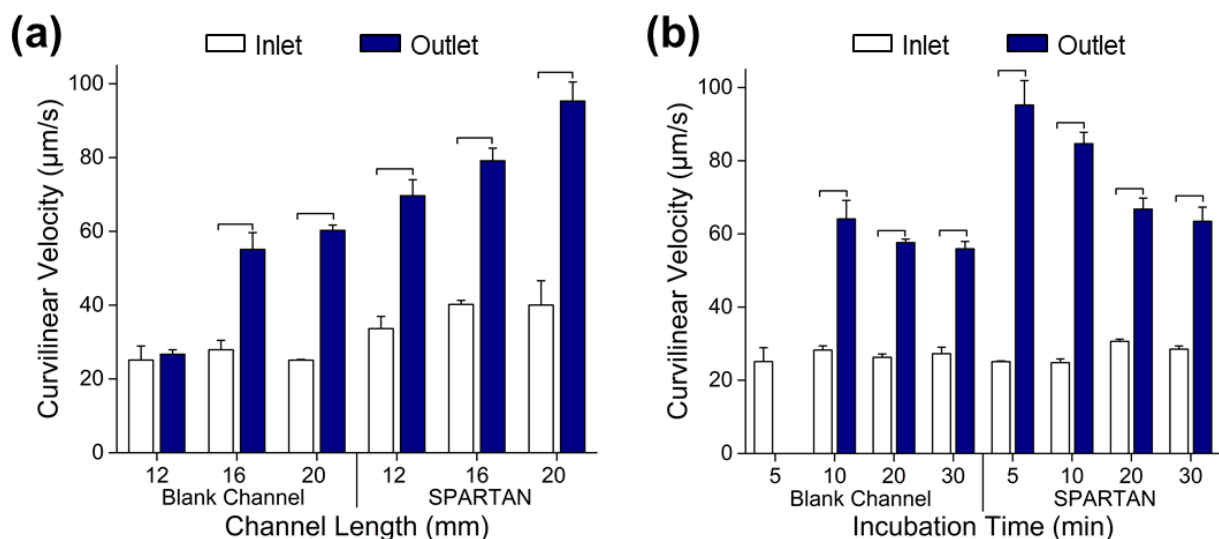 (a)
Inlet Outlet
Curvilinear Velocity (μm/s)
100
80
60
40
20
0
12 16 20 12 16 20
Blank Channel SPARTAN
Channel Length (mm)
(b)
Inlet Outlet
Curvilinear Velocity (μm/s)
100
80
60
40
20
0
5 10 20 30 5 10 20 30
Blank Channel SPARTAN
Incubation Time (min)